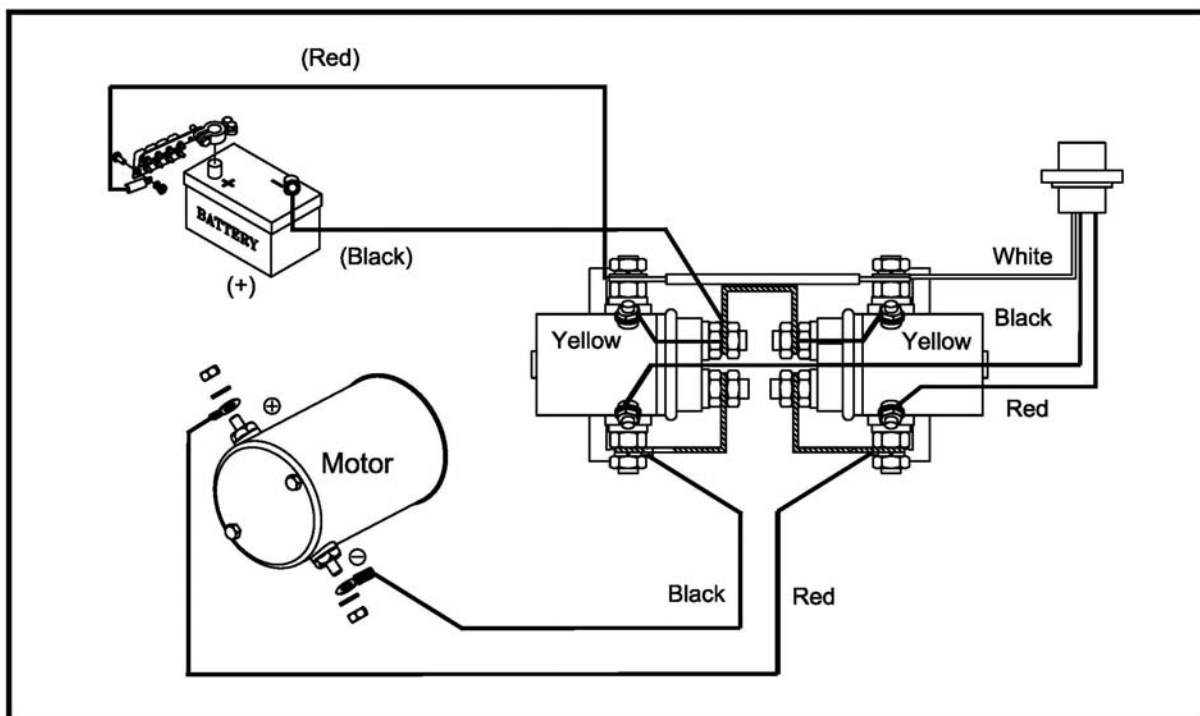 (Red)
+ −
BATTERY
(Black)
(+)
White
Black
Yellow
Yellow
Red
+
Motor
−
Black
Red